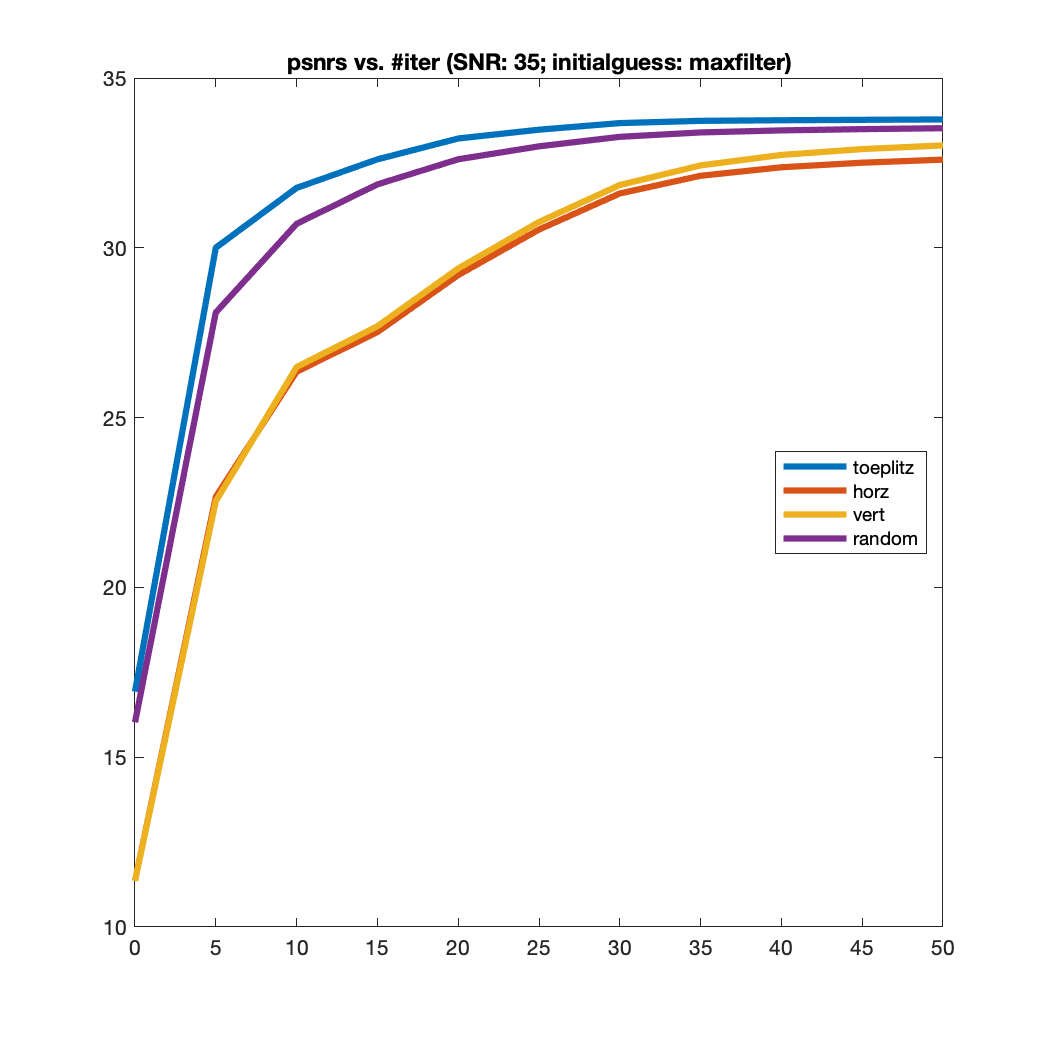 psnrs vs. #iter (SNR: 35; initialguess: maxfilter)
35
30
25
20
15
10
toeplitz
horz
vert
random
0 5 10 15 20 25 30 35 40 45 50